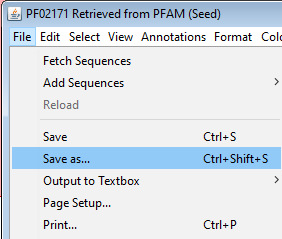 PF02171 Retrieved from PFAM (Seed)
File Edit Select View Annotations Format
Fetch Sequences
Add Sequences
Reload
Save Ctrl+S
Save as... Ctrl+Shift+S
Output to Textbox
Page Setup...
Print... Ctrl+P